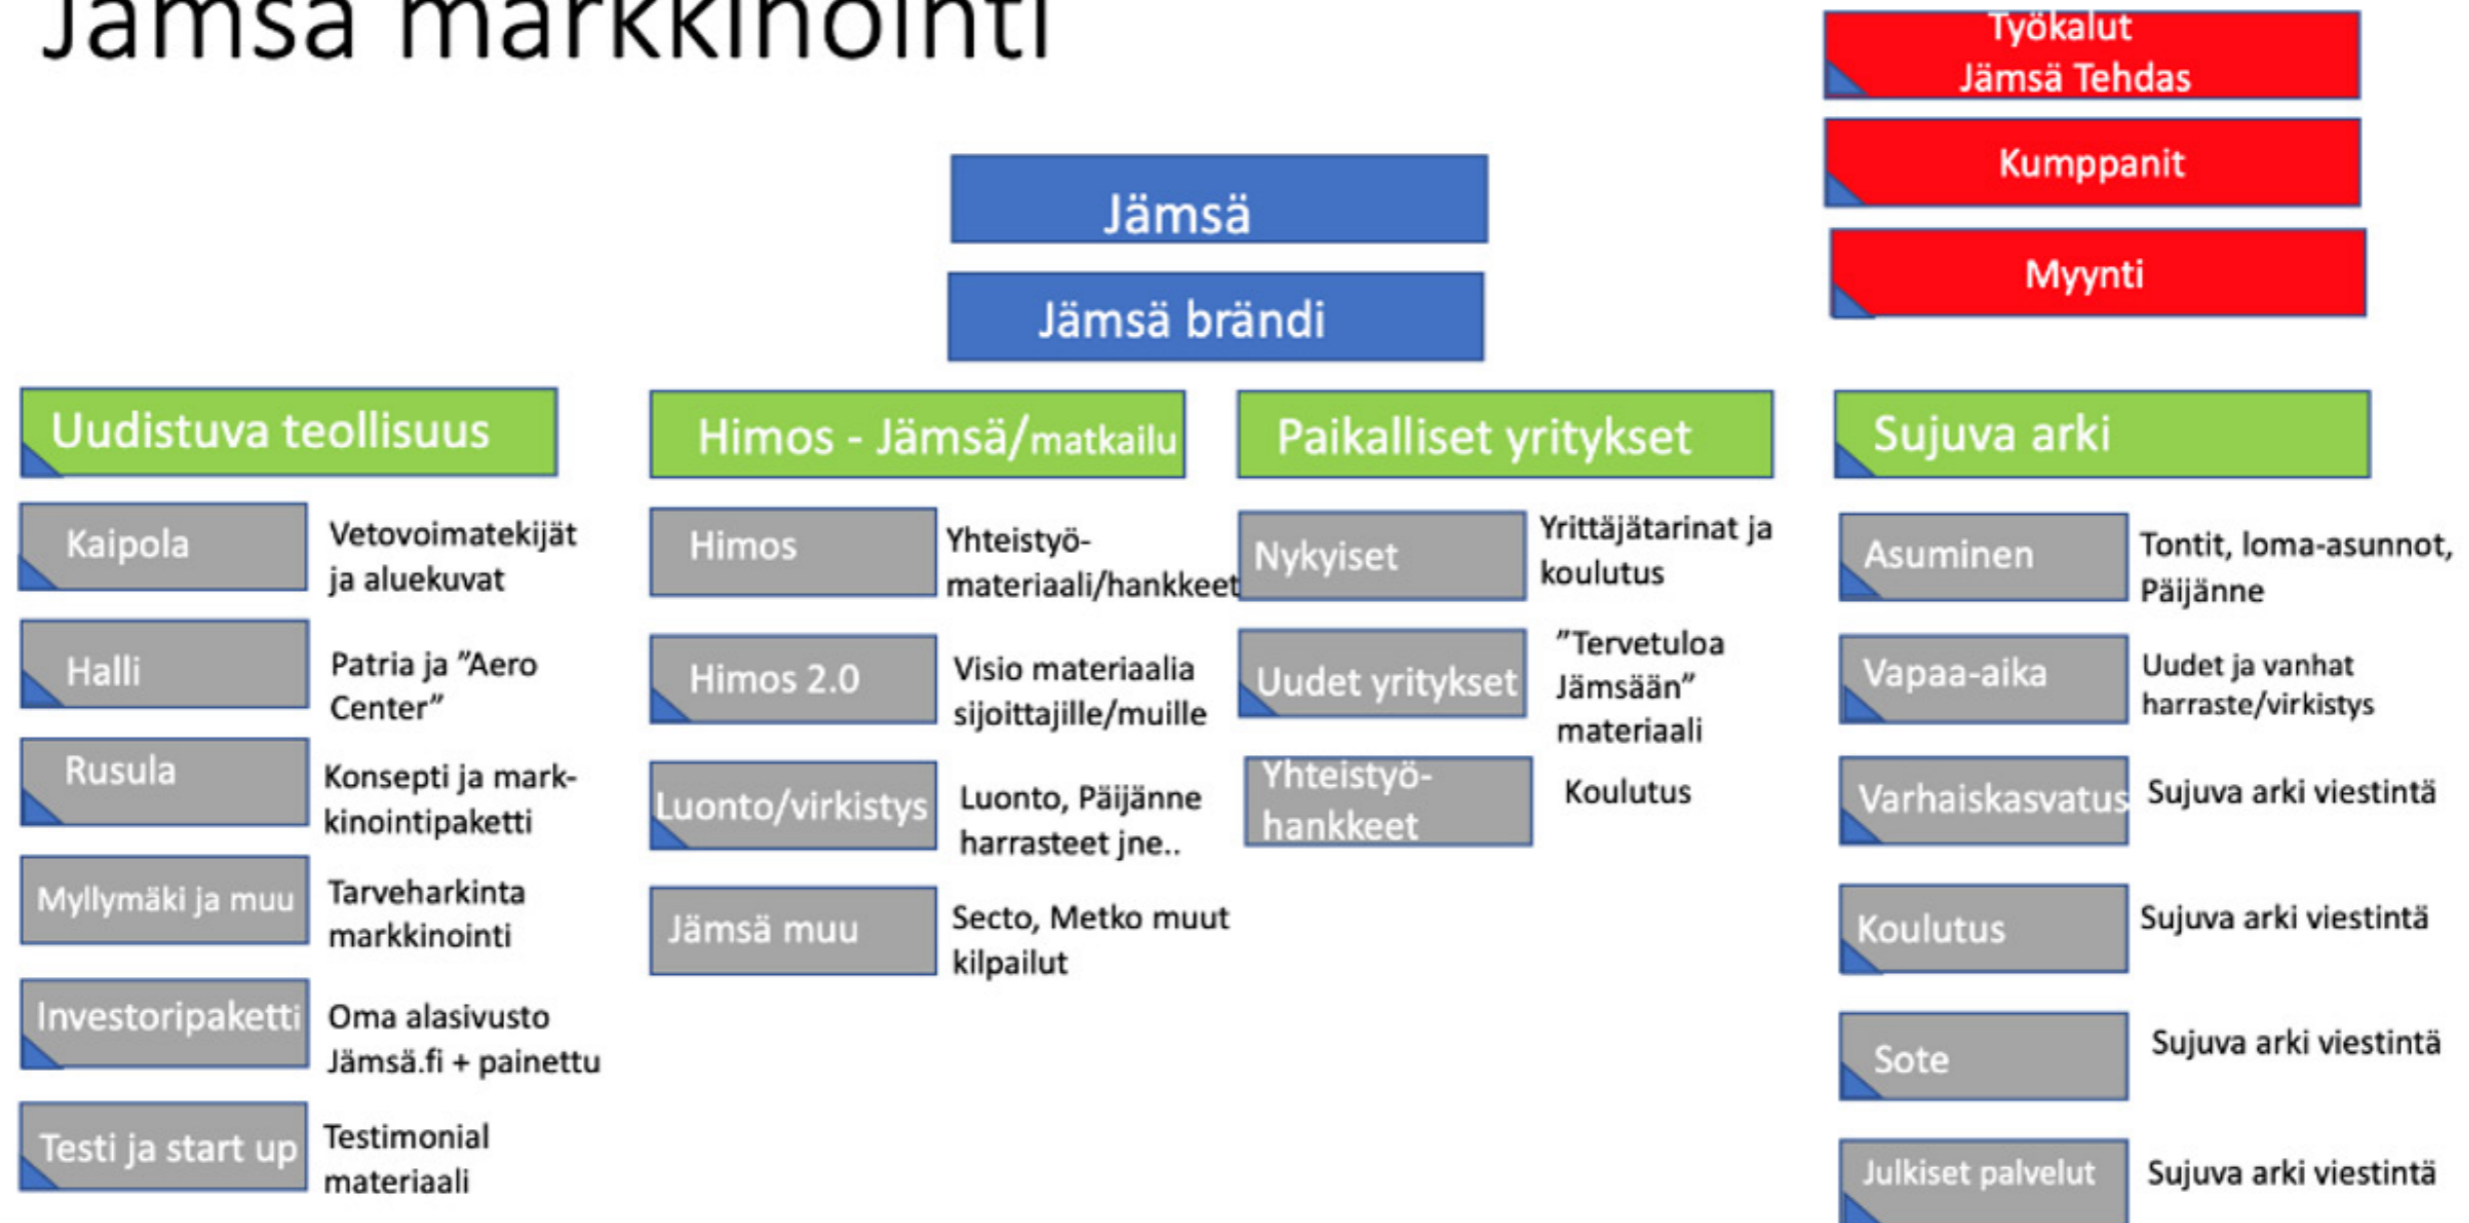 Jämsä markkinointi
Työkalut
Jämsä Tehdas
Kumppanit
Myynti
Jämsä
Jämsä brändi
Uudistuva teollisuus
Kaipola
Vetovoimatekijät
ja aluekuvat
Halli
Patria ja ”Aero
Center”
Rusula
Konsepti ja mark-
kinointipaketti
Myllymäki ja muu
Tarveharkinta
markkinointi
Investoripaketti
Oma alasivusto
Jämsä.fi + painettu
Testi ja start up
Testimonial
materiaali
Himos - Jämsä/matkailu
Himos
Yhteistyö-
materiaali/hankkeet
Himos 2.0
Visio materiaalia
sijoittajille/muille
Luonto/virkistys
Luonto, Päijänne
harrasteet jne..
Jämsä muu
Secto, Metko muut
kilpailut
Paikalliset yritykset
Nykyiset
Yrittäjätarinat ja
koulutus
Uudet yritykset
”Tervetuloa
Jämsään”
materiaali
Yhteistyö-
hankkeet
Koulutus
Sujuva arki
Asuminen
Tontit, loma-asunnot,
Päijänne
Vapaa-aika
Uudet ja vanhat
harraste/virkistys
Varhaiskasvatus
Sujuva arki viestintä
Koulutus
Sujuva arki viestintä
Sote
Sujuva arki viestintä
Julkiset palvelut
Sujuva arki viestintä